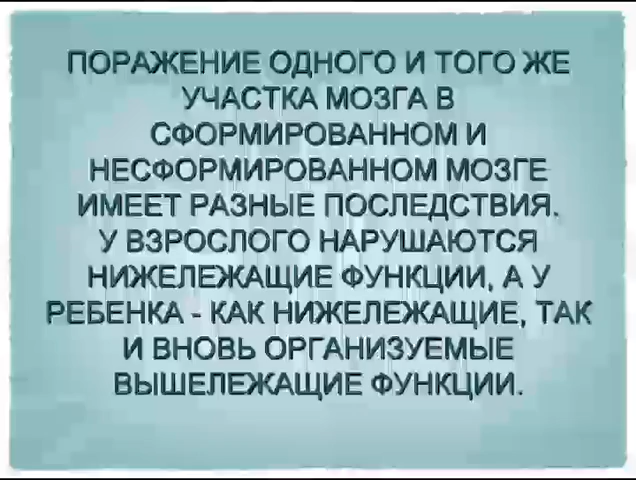 ПОРАЖЕНИЕ ОДНОГО И ТОГО ЖЕ
УЧАСТКА МОЗГА В
СФОРМИРОВАННОМ И
НЕСФОРМИРОВАННОМ МОЗГЕ
ИМЕЕТ РАЗНЫЕ ПОСЛЕДСТВИЯ.
У ВЗРОСЛОГО НАРУШАЮТСЯ
НИЖЕЛЕЖАЩИЕ ФУНКЦИИ, А У
РЕБЕНКА - КАК НИЖЕЛЕЖАЩИЕ, ТАК
И ВНОВЬ ОРГАНИЗУЕМЫЕ
ВЫШЕЛЕЖАЩИЕ ФУНКЦИИ.